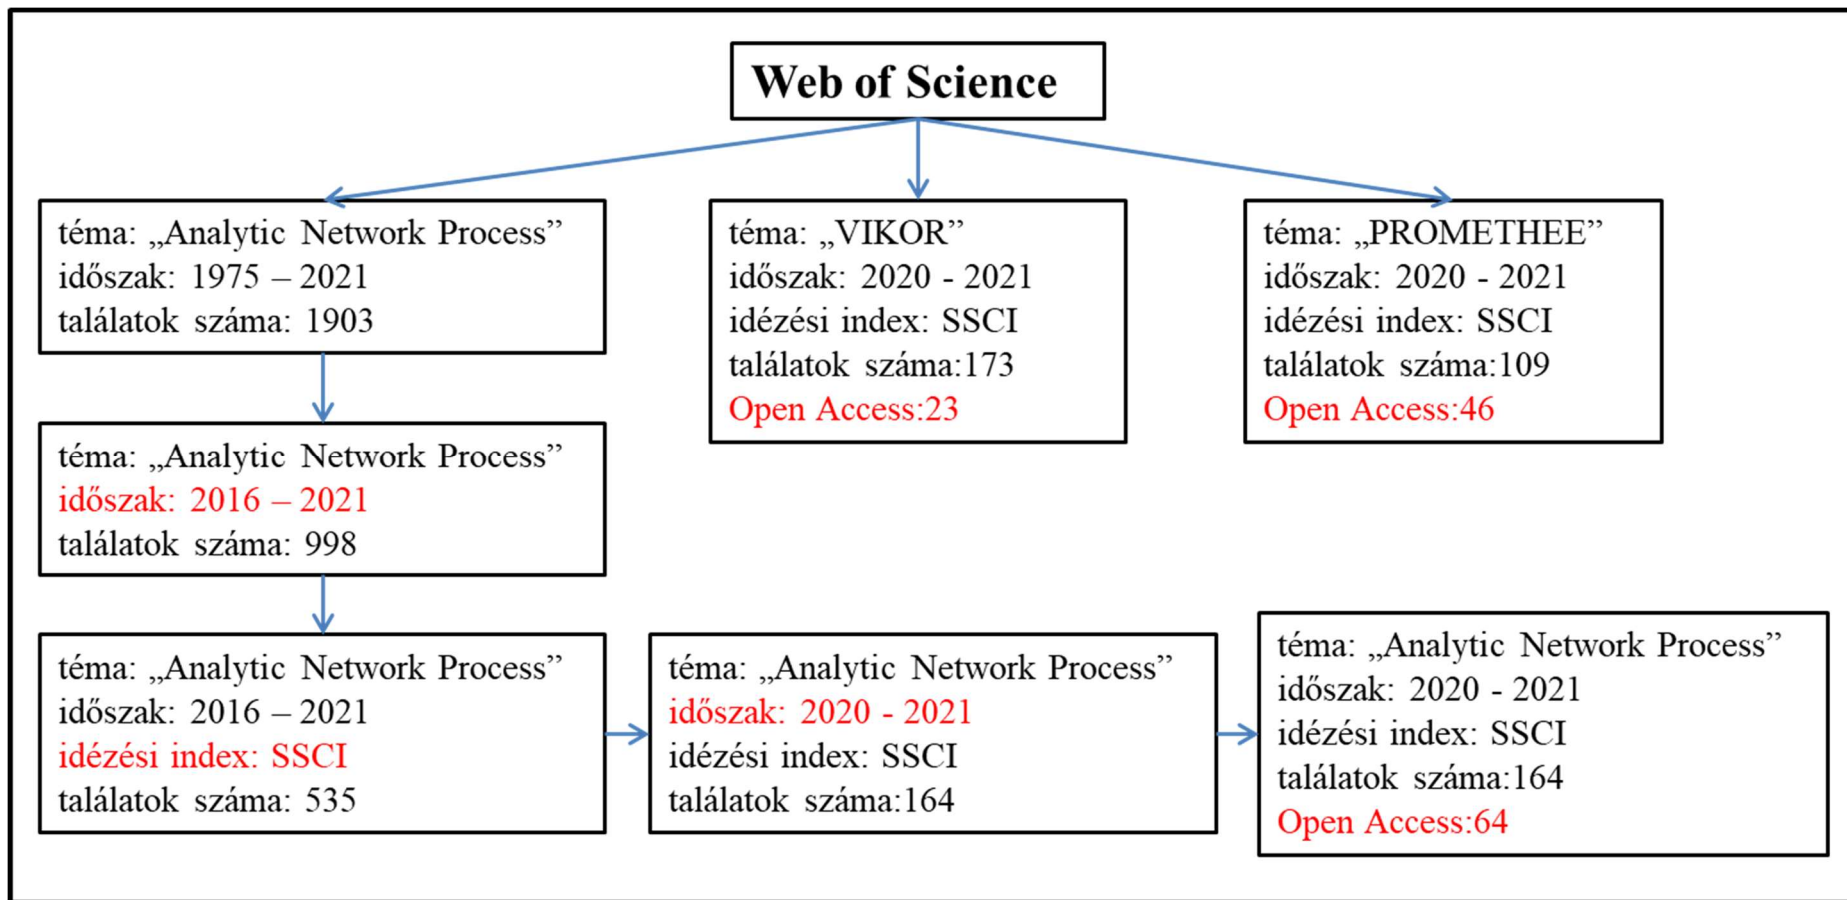 Web of Science
téma: „Analytic Network Process”
időszak: 1975 – 2021
találatok száma: 1903
téma: „VIKOR”
időszak: 2020 - 2021
idézési index: SSCI
találatok száma:173
Open Access:23
téma: „PROMETHEE”
időszak: 2020 - 2021
idézési index: SSCI
találatok száma:109
Open Access:46
téma: „Analytic Network Process”
időszak: 2016 – 2021
találatok száma: 998
téma: „Analytic Network Process”
időszak: 2016 – 2021
idézési index: SSCI
találatok száma: 535
téma: „Analytic Network Process”
időszak: 2020 - 2021
idézési index: SSCI
találatok száma:164
téma: „Analytic Network Process”
időszak: 2020 - 2021
idézési index: SSCI
találatok száma:164
Open Access:64